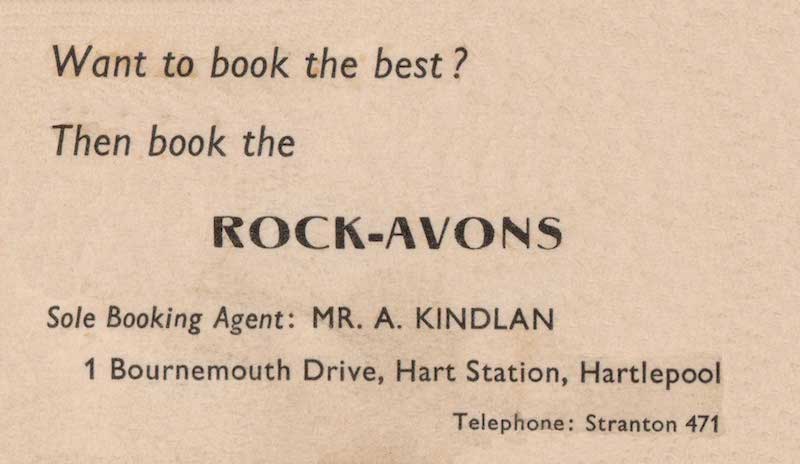 Want to book the best?
Then book the
ROCK-AVONS
Sole Booking Agent: MR. A. KINDLAN
1 Bournemouth Drive, Hart Station, Hartlepool
Telephone: Stranton 471